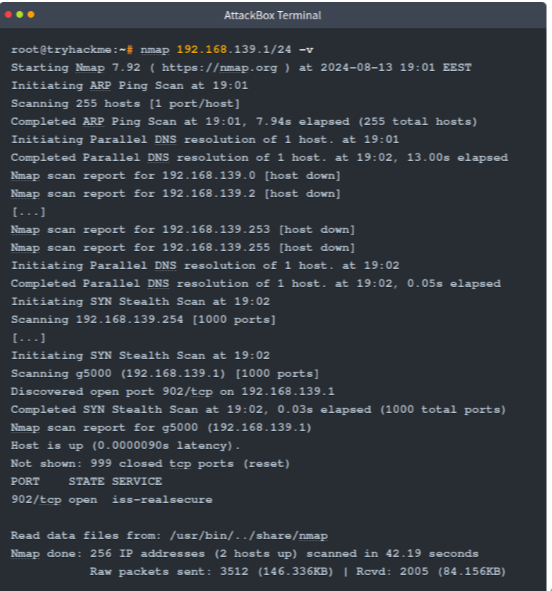 AttackBox Terminal
root@tryhackme:~# nmap 192.168.139.1/24 -v
Starting Nmap 7.92 ( https://nmap.org ) at 2024-08-13 19:01 EEST
Initiating ARP Ping Scan at 19:01
Scanning 255 hosts [1 port/host]
Completed ARP Ping Scan at 19:01, 7.94s elapsed (255 total hosts)
Initiating Parallel DNS resolution of 1 host. at 19:01
Completed Parallel DNS resolution of 1 host. at 19:02, 13.00s elapsed
Nmap scan report for 192.168.139.0 [host down]
Nmap scan report for 192.168.139.2 [host down]
[...]
Nmap scan report for 192.168.139.253 [host down]
Nmap scan report for 192.168.139.255 [host down]
Initiating Parallel DNS resolution of 1 host. at 19:02
Completed Parallel DNS resolution of 1 host. at 19:02, 0.05s elapsed
Initiating SYN Stealth Scan at 19:02
Scanning 192.168.139.254 [1000 ports]
[...]
Initiating SYN Stealth Scan at 19:02
Scanning g5000 (192.168.139.1) [1000 ports]
Discovered open port 902/tcp on 192.168.139.1
Completed SYN Stealth Scan at 19:02, 0.03s elapsed (1000 total ports)
Nmap scan report for g5000 (192.168.139.1)
Host is up (0.0000090s latency).
Not shown: 999 closed tcp ports (reset)
PORT    STATE SERVICE
902/tcp open  iss-realsecure
Read data files from: /usr/bin/../share/nmap
Nmap done: 256 IP addresses (2 hosts up) scanned in 42.19 seconds
Raw packets sent: 3512 (146.336KB) | Rcvd: 2005 (84.156KB)